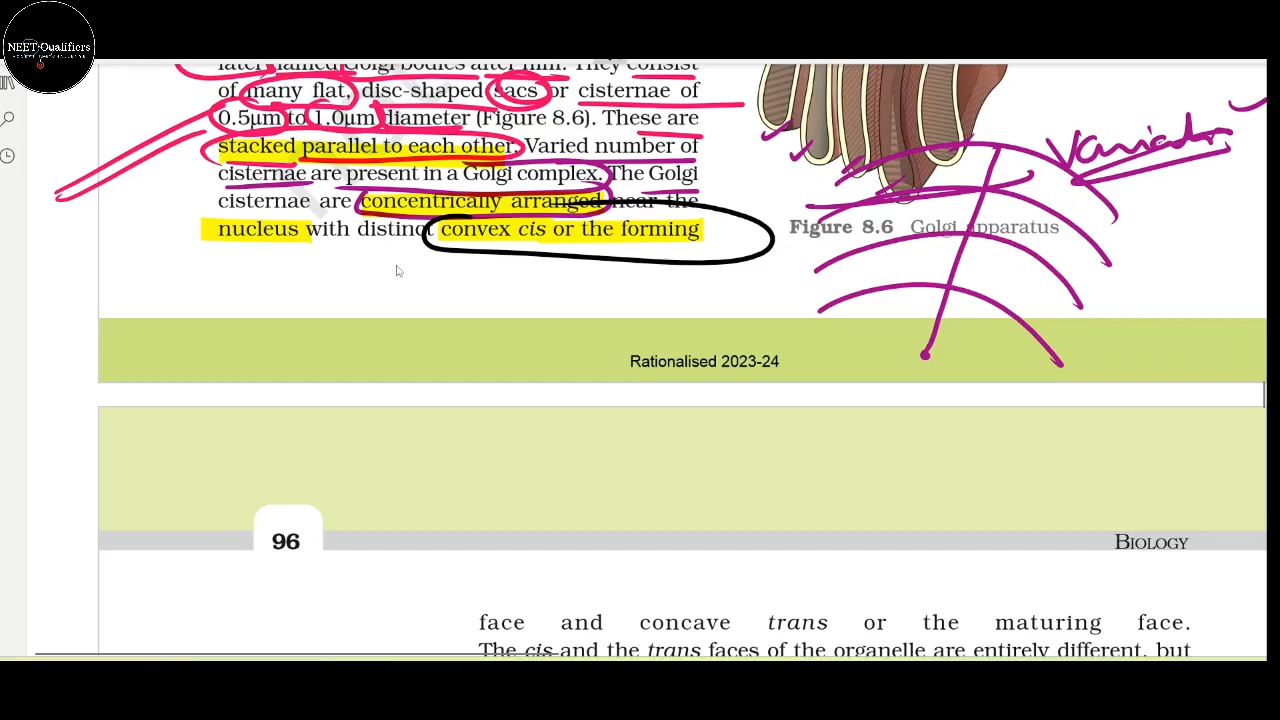 NEET Qualifiers
later named Golgi bodies after him. They consist
of many flat, disc-shaped sacs or cisternae of
0.5µm to 1.0µm diameter (Figure 8.6). These are
stacked parallel to each other. Varied number of
cisternae are present in a Golgi complex. The Golgi
cisternae are concentrically arranged near the
nucleus with distinct convex cis or the forming
Figure 8.6 Golgi apparatus
Rationalised 2023-24
96
BIOLOGY
face and concave trans or the maturing face.
The cis and the trans faces of the organelle are entirely different, but